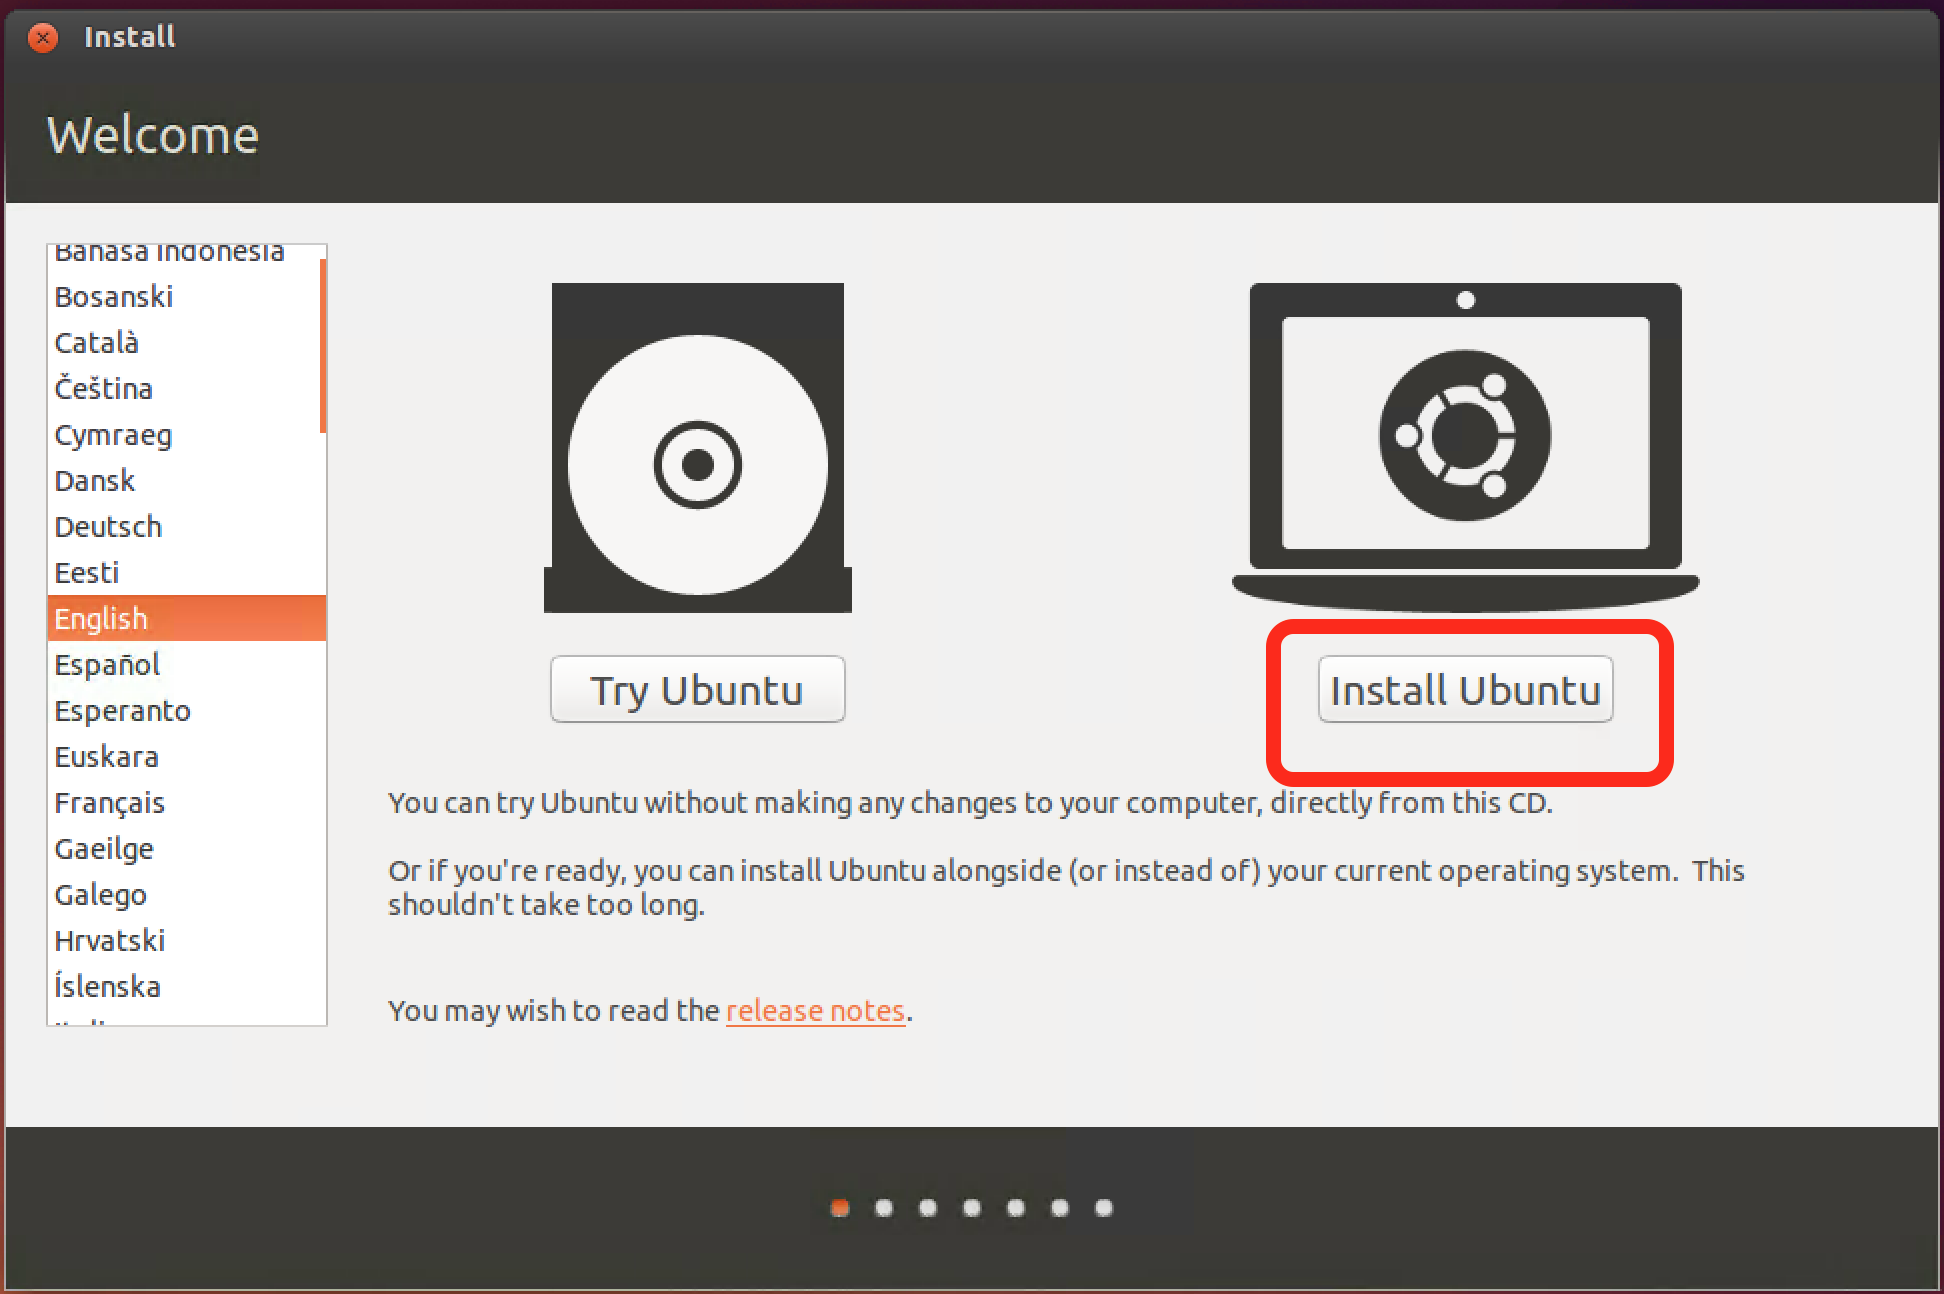 Install
Welcome
Bahasa Indonesia
Bosanski
Català
Čeština
Cymraeg
Dansk
Deutsch
Eesti
English
Español
Esperanto
Euskara
Français
Gaeilge
Galego
Hrvatski
Íslenska
Try Ubuntu
Install Ubuntu
You can try Ubuntu without making any changes to your computer, directly from this CD.
Or if you're ready, you can install Ubuntu alongside (or instead of) your current operating system. This
shouldn't take too long.
You may wish to read the release notes.